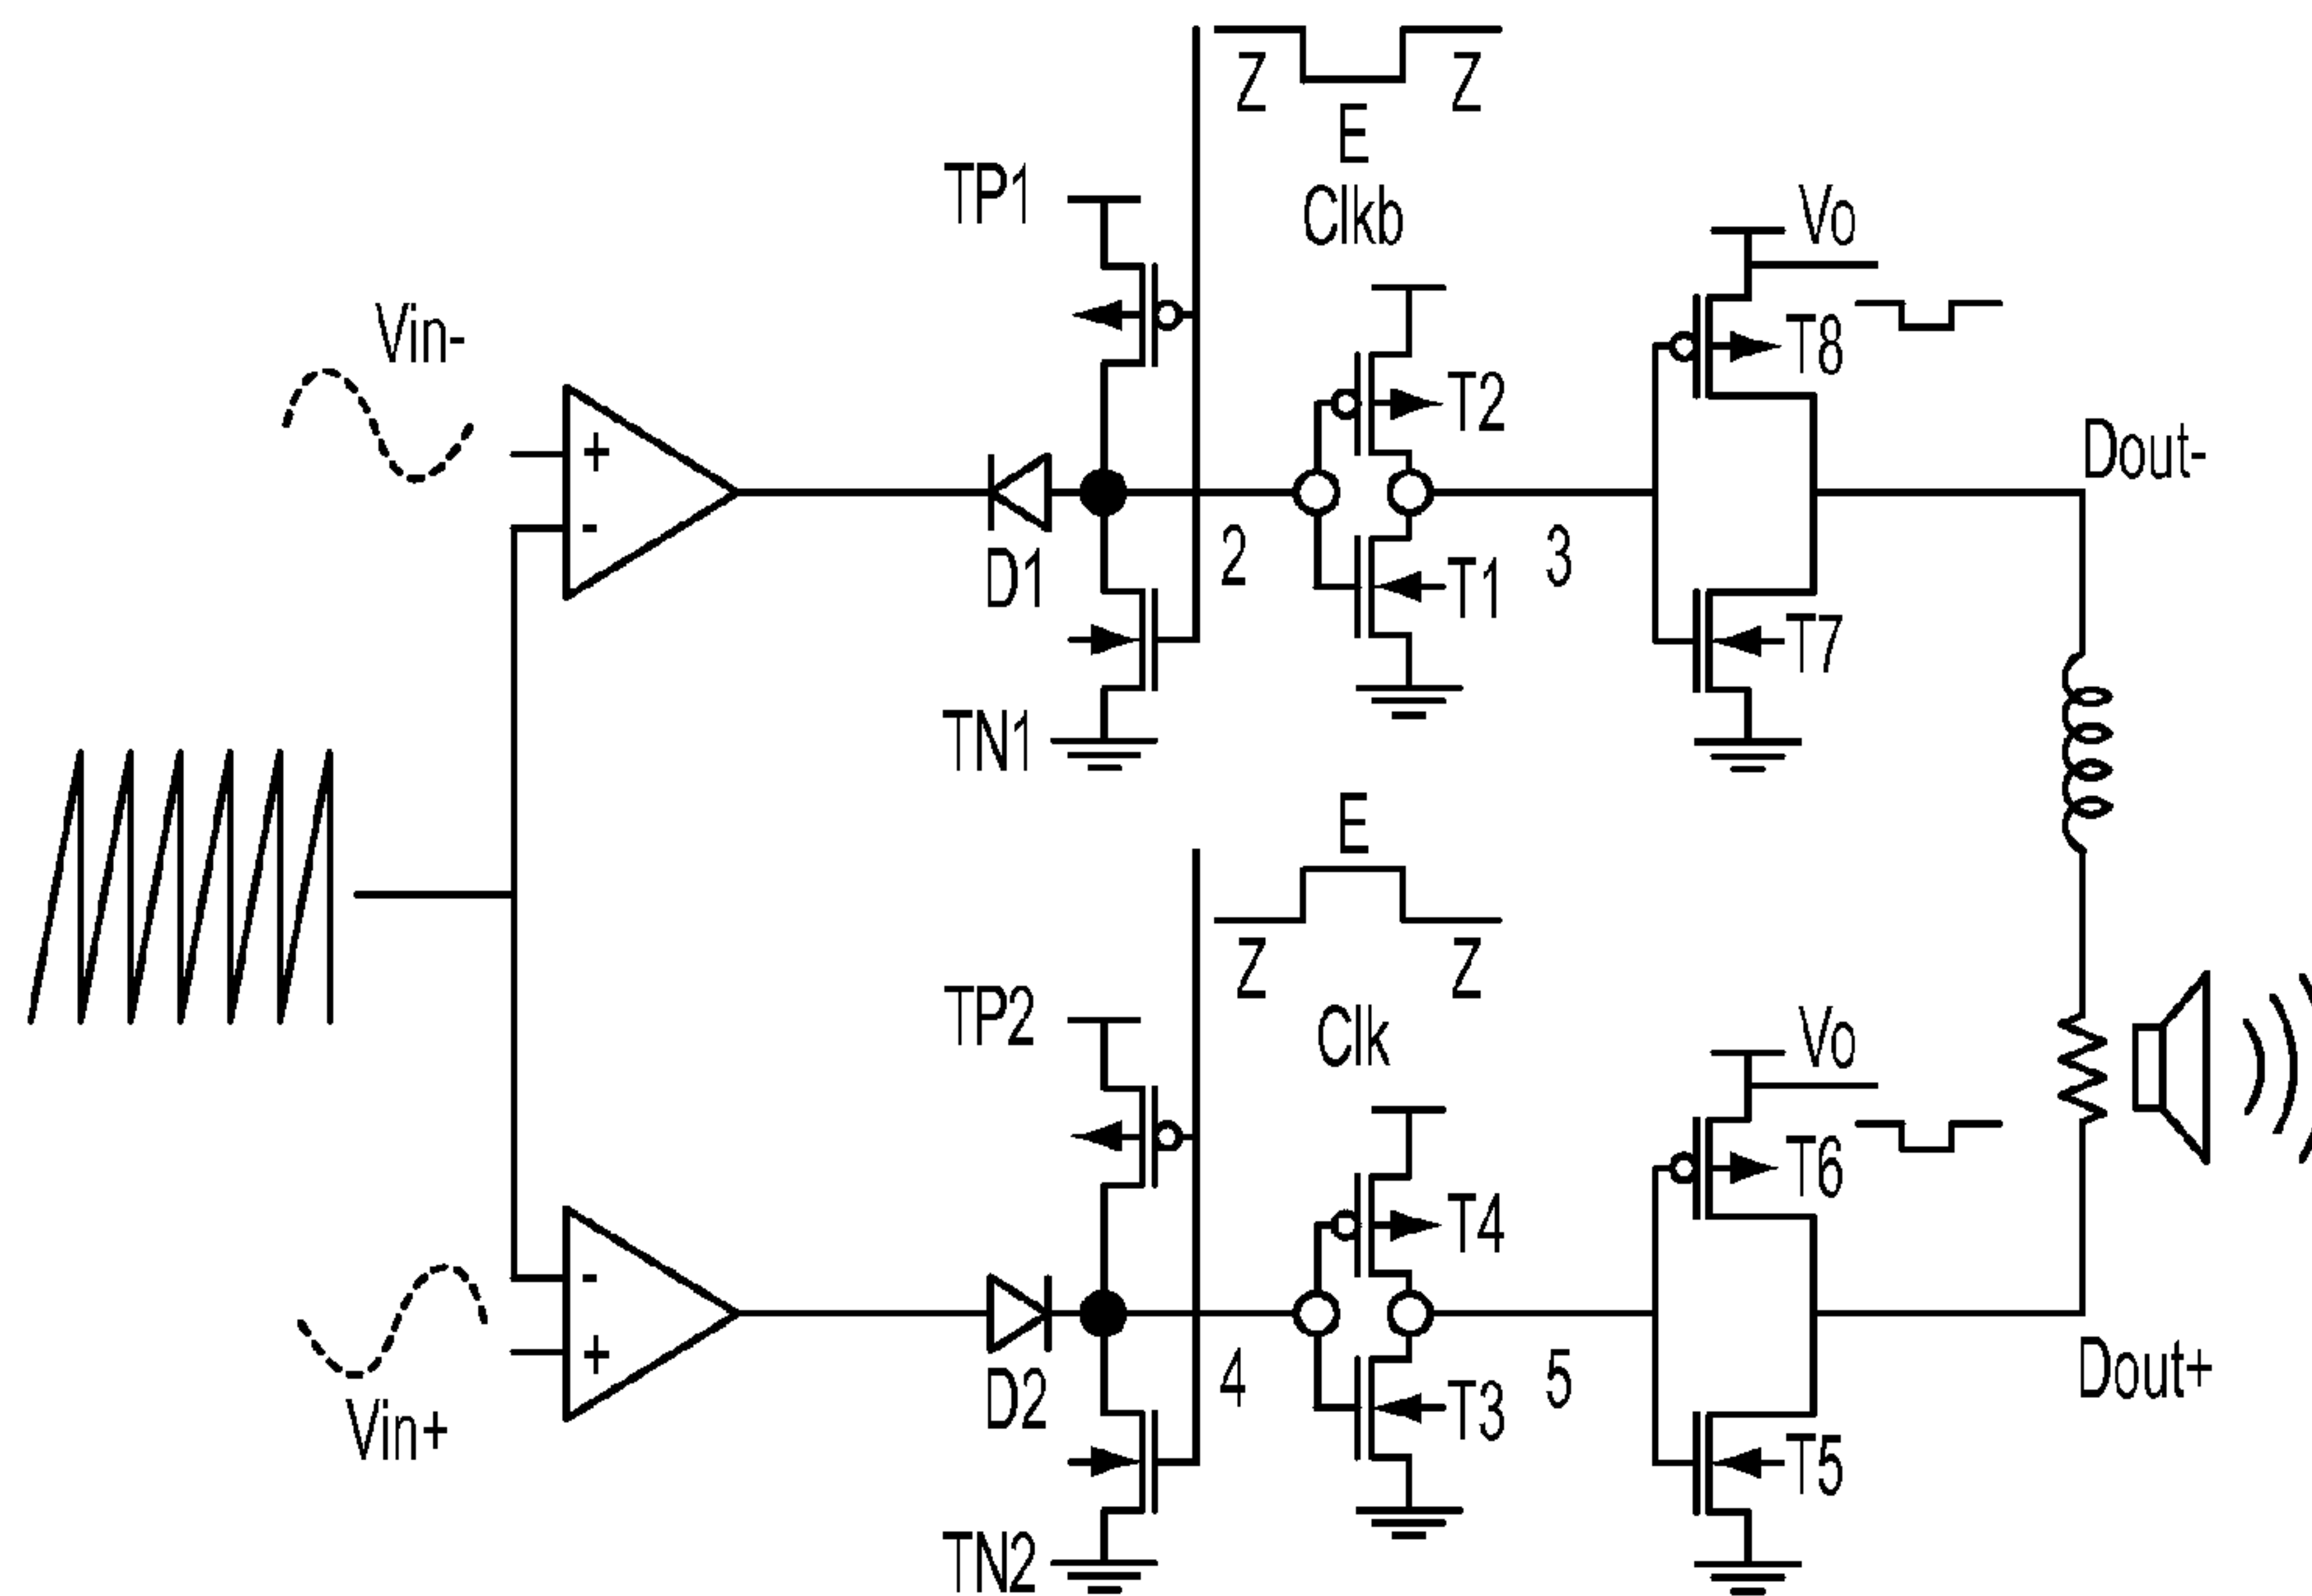 Z
Z
E
TP1
Clkb
Vo
Vin-
T8
T2
Dout-
+
-
D1
2
T1
3
T7
TN1
E
Z
Z
TP2
Clk
Vo
T6
T4
-
+
D2
4
T3
5
Dout+
Vin+
T5
TN2